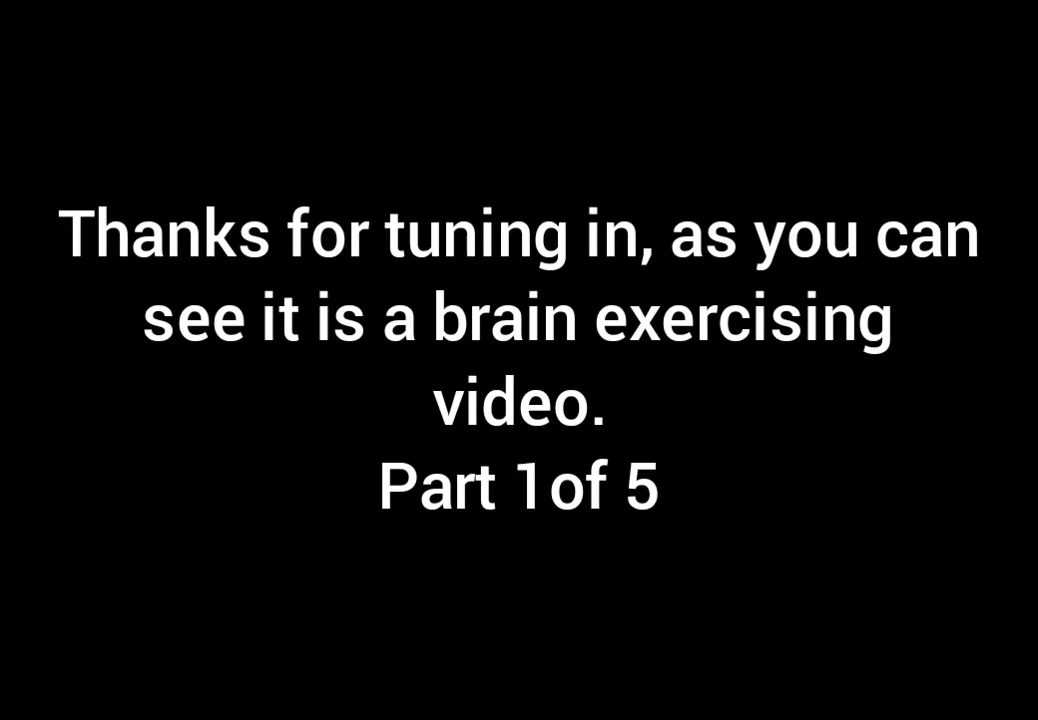 Thanks for tuning in, as you can
see it is a brain exercising
video.
Part 1of 5